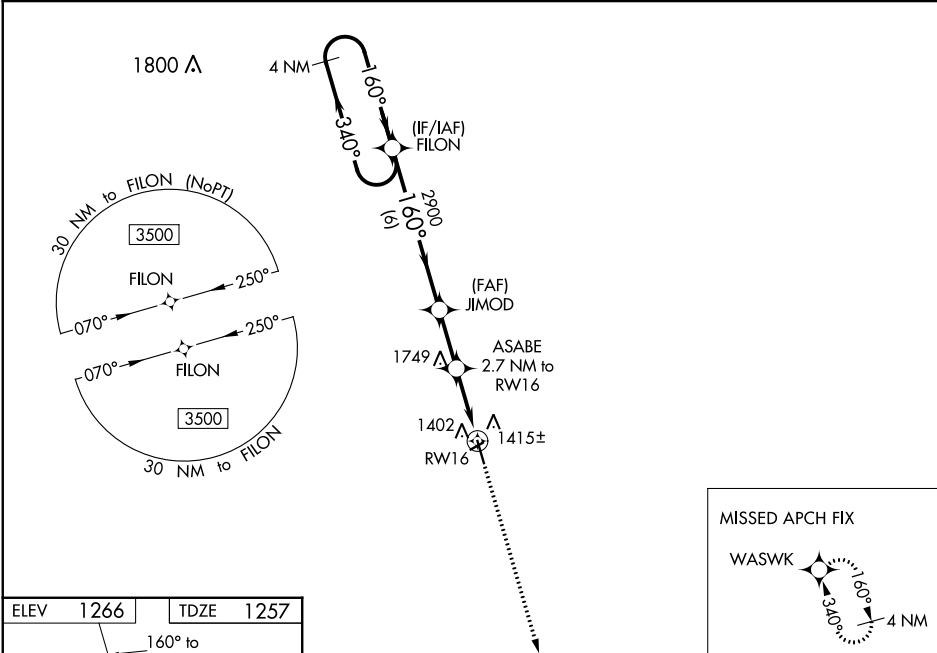 1800
4 NM
160°
340°
(IF/IAF)
FILON
2900
160°
(6)
30 NM to FILON (NoPT)
3500
FILON
250°
070°
250°
070°
FILON
3500
30 NM to FILON
(FAF)
JIMOD
1749
ASABE
2.7 NM to
RW16
1402
1415±
RW16
MISSED APCH FIX
WASWK
160°
340°
4 NM
ELEV 1266
TDZE 1257
160° to